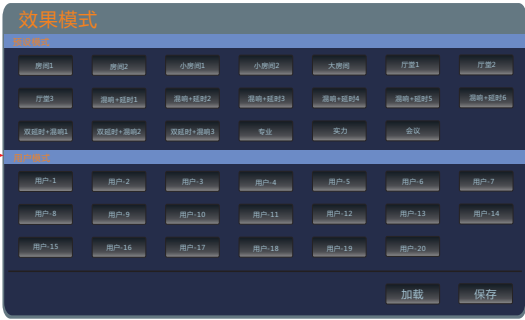 效果模式
预设模式
房间1 房间2 小房间1 小房间2 大房间 厅堂1 厅堂2
厅堂3 混响+延时1 混响+延时2 混响+延时3 混响+延时4 混响+延时5 混响+延时6
双延时+混响1 双延时+混响2 双延时+混响3 专业 实力 会议
用户模式
用户-1 用户-2 用户-3 用户-4 用户-5 用户-6 用户-7
用户-8 用户-9 用户-10 用户-11 用户-12 用户-13 用户-14
用户-15 用户-16 用户-17 用户-18 用户-19 用户-20
加载 保存